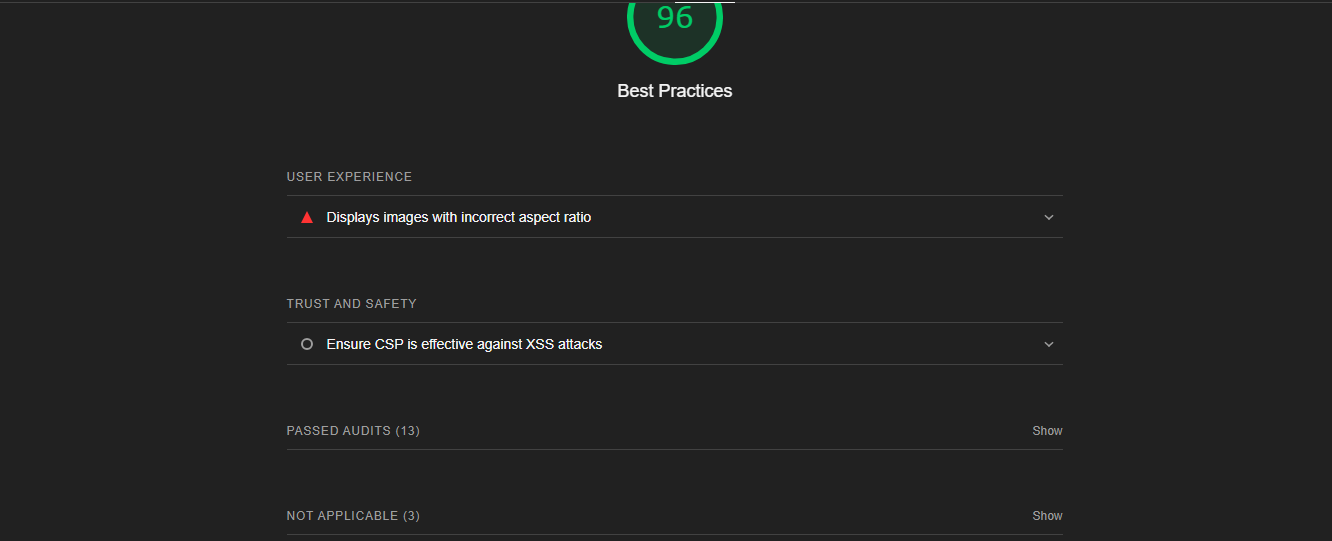 96
Best Practices
USER EXPERIENCE
Displays images with incorrect aspect ratio
TRUST AND SAFETY
Ensure CSP is effective against XSS attacks
PASSED AUDITS (13) Show
NOT APPLICABLE (3) Show